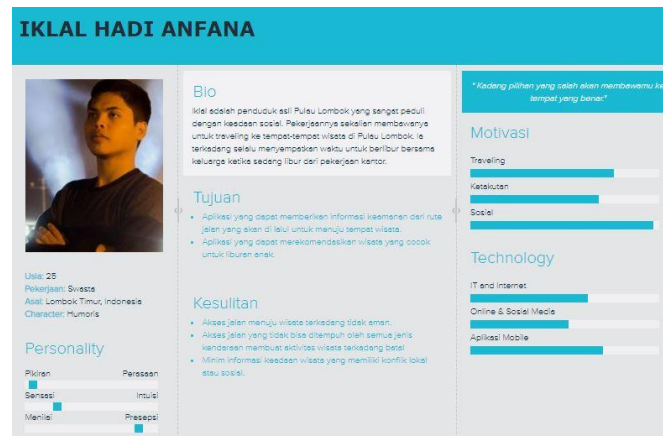 IKLAL HADI ANFANA
Usia: 25
Pekerjaan: Swasta
Asal: Lombok Timur, Indonesia
Character: Humoris
Personality
Pikiran Perasaan
Sensasi Intuisi
Menilai Presepsi
Bio
Iklal adalah penduduk asli Pulau Lombok yang sangat peduli
dengan keadaan sosial. Pekerjaannya sekalian membawanya
untuk traveling ke tempat-tempat wisata di Pulau Lombok. Ia
terkadang selalu menyempatkan waktu untuk berlibur bersama
keluarga ketika sedang libur dari pekerjaan kantor.
Tujuan
Aplikasi yang dapat memberikan informasi keamanan dari rute
jalan yang akan di lalui untuk menuju tempat wisata.
Aplikasi yang dapat merekomendasikan wisata yang cocok
untuk liburan anak.
Kesulitan
Akses jalan menuju wisata terkadang tidak aman.
Akses jalan yang tidak bisa ditempuh oleh semua jenis
kendaraan membuat aktivitas wisata terkadang batal
Minim informasi keadaan wisata yang memiliki konflik lokal
atau sosial.
"Kadang pilihan yang salah akan membawamu ke
tempat yang benar."
Motivasi
Traveling
Ketakutan
Sosial
Technology
IT and Internet
Online & Sosial Media
Aplikasi Mobile